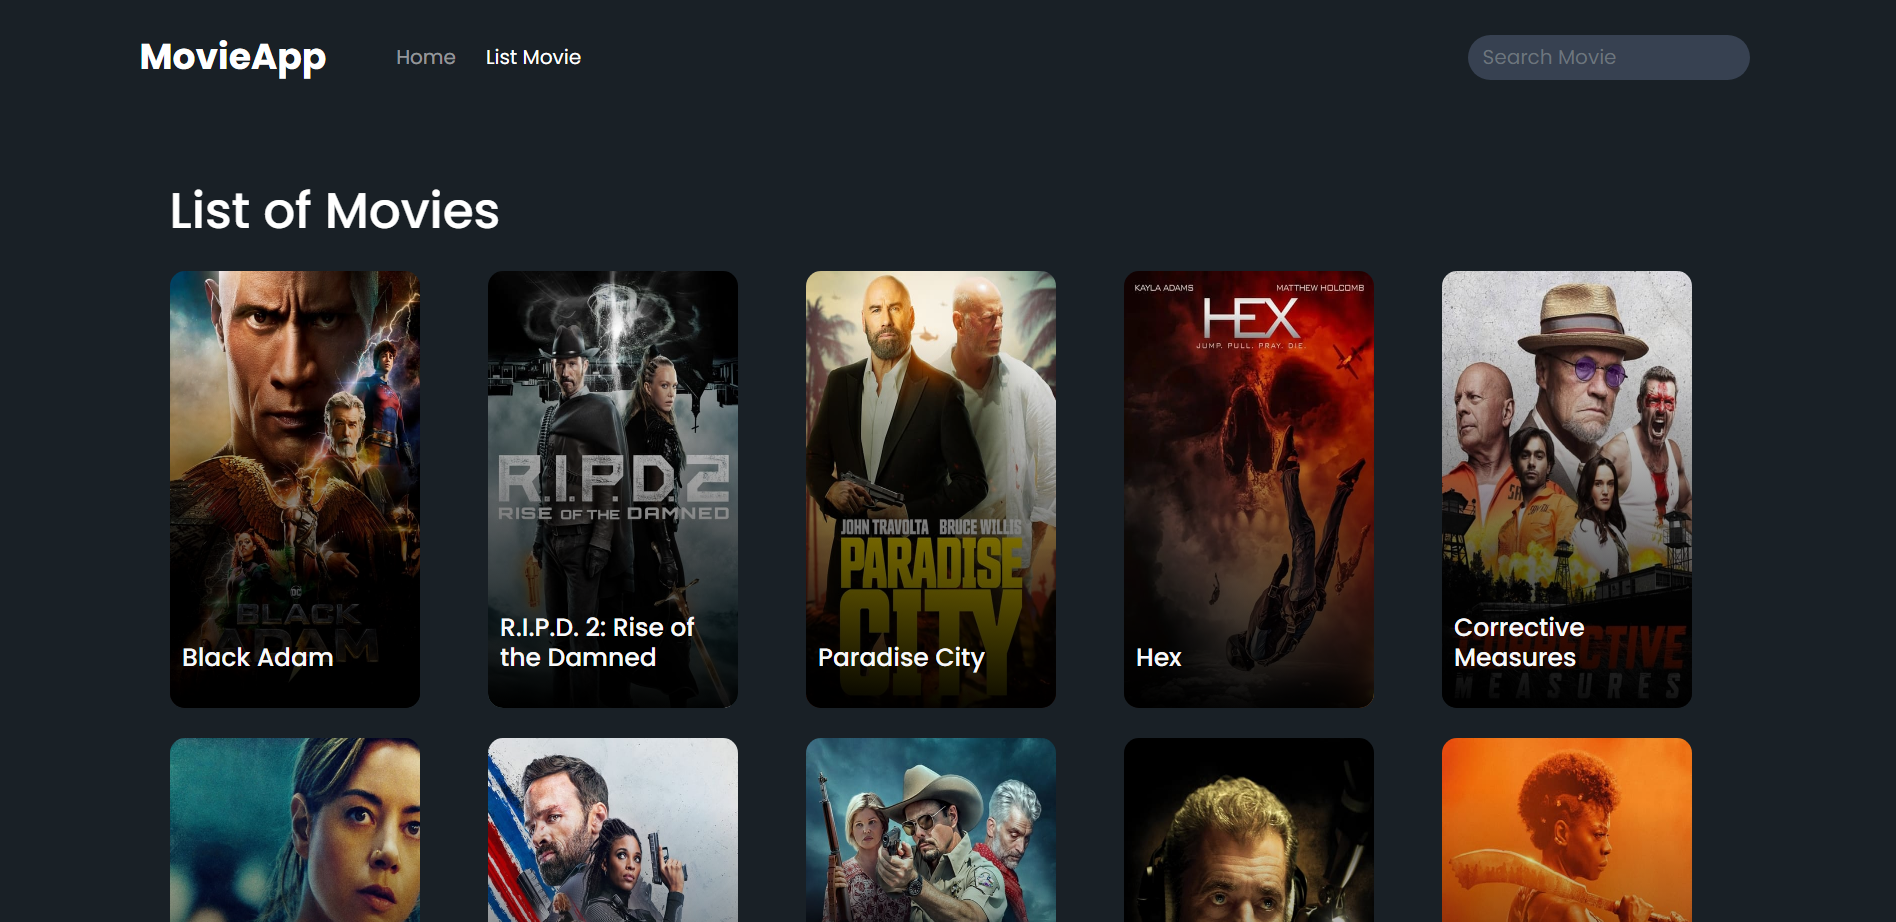 MovieApp
Home
List Movie
Search Movie
List of Movies
DC
BLACK
ADAM
Black Adam
R.I.P.D.2
RISE OF THE DAMNED
R.I.P.D. 2: Rise of
the Damned
JOHN TRAVOLTA BRUCE WILLIS
PARADISE
CITY
Paradise City
KAYLA ADAMS MATTHEW HOLCOMB
HEX
JUMP. PULL. PRAY. DIE.
Hex
Corrective
Measures
MEASURES